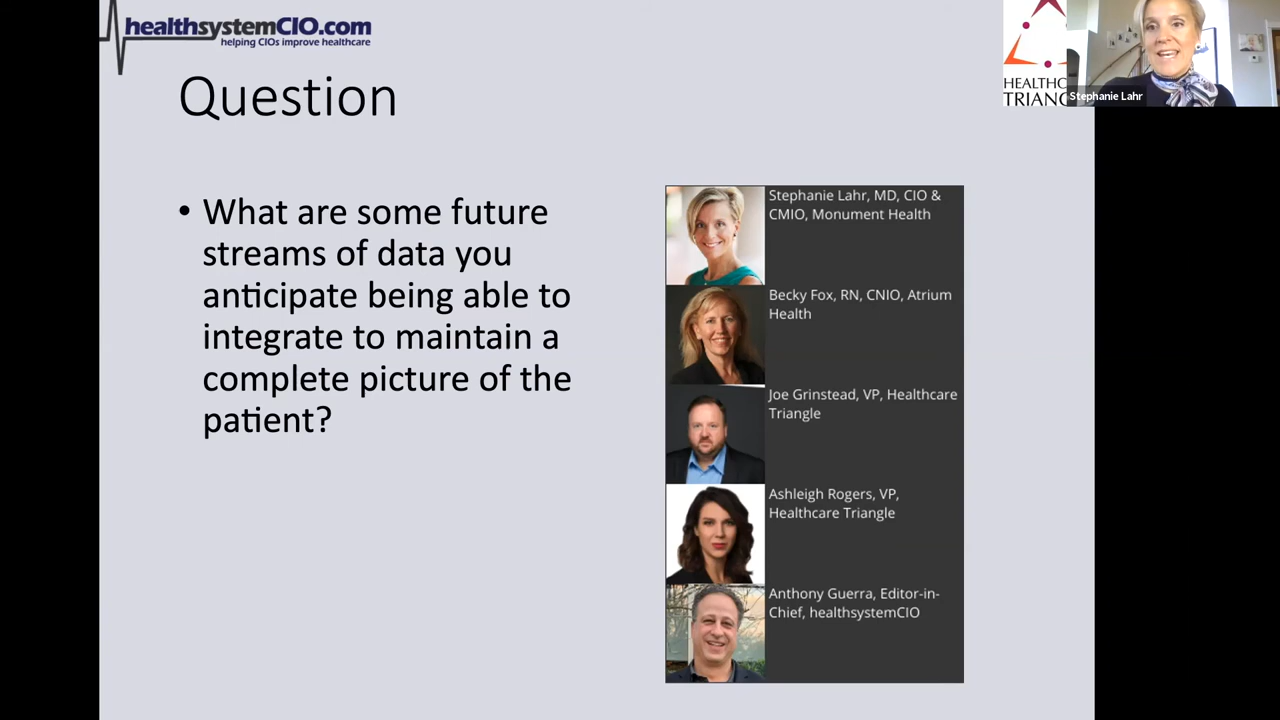 healthsystemCIO.com
helping CIOs improve healthcare
Question
• What are some future
streams of data you
anticipate being able to
integrate to maintain a
complete picture of the
patient?
Stephanie Lahr, MD, CIO &
CMIO, Monument Health
Becky Fox, RN, CNIO, Atrium
Health
Joe Grinstead, VP, Healthcare
Triangle
Ashleigh Rogers, VP,
Healthcare Triangle
Anthony Guerra, Editor-in-
Chief, healthsystemCIO
HEALTHC
TRIANG
Stephanie Lahr